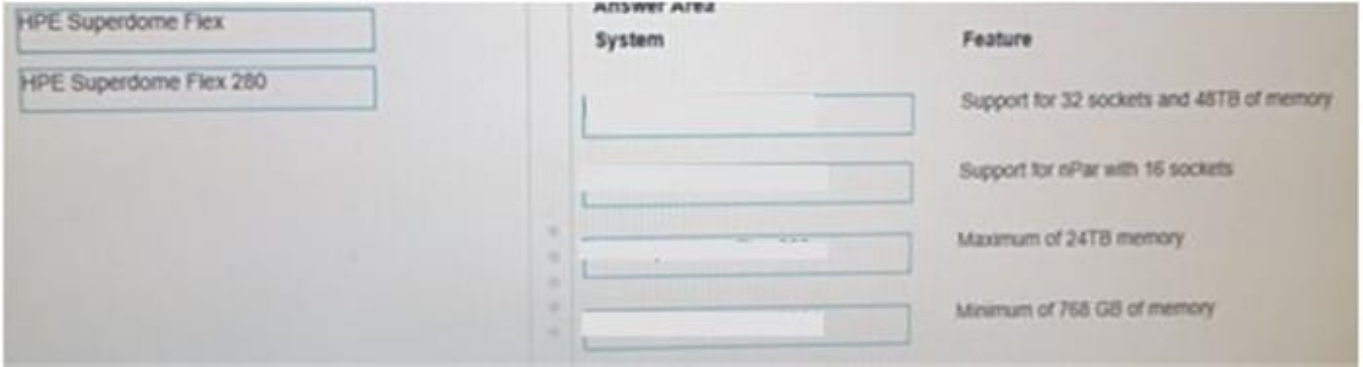 HPE Superdome Flex
HPE Superdome Flex 280
Answer Area
System
Feature
Support for 32 sockets and 48TB of memory
Support for nPar with 16 sockets
Maximum of 24TB memory
Minimum of 768 GB of memory